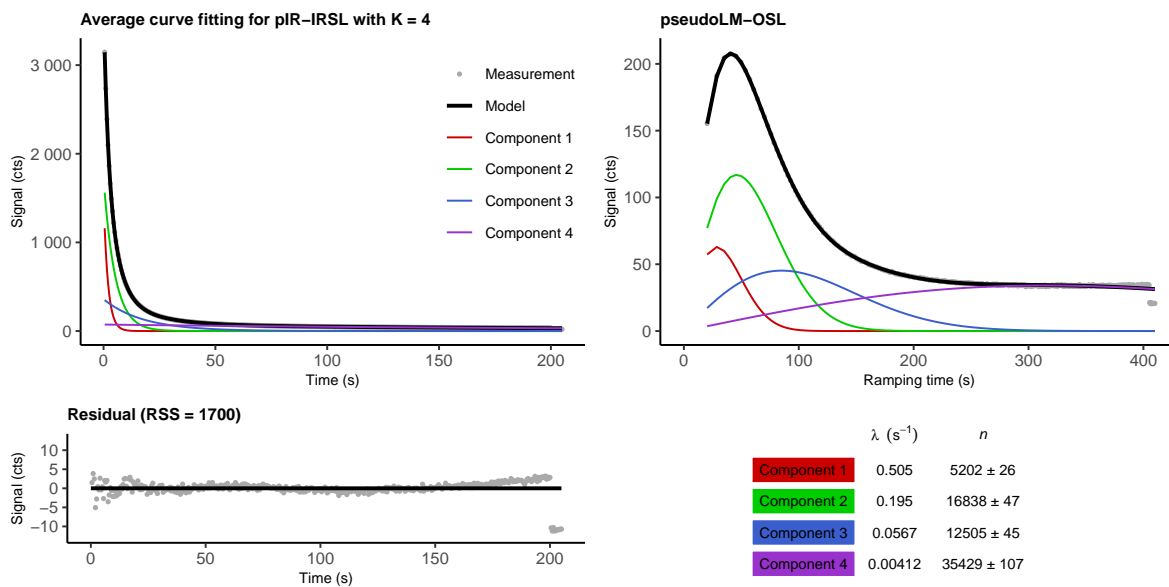 Average curve fitting for pIR−IRSL with K = 4
3 000
2 000
1 000
0
Signal (cts)
0 50 100 150 200
Time (s)
Measurement
Model
Component 1
Component 2
Component 3
Component 4
pseudoLM−OSL
200
150
100
50
0
Signal (cts)
0 100 200 300 400
Ramping time (s)
Residual (RSS = 1700)
10
5
0
−5
−10
Signal (cts)
0 50 100 150 200
Time (s)
λ (s⁻¹) n
Component 1 0.505 5202 ± 26
Component 2 0.195 16838 ± 47
Component 3 0.0567 12505 ± 45
Component 4 0.00412 35429 ± 107